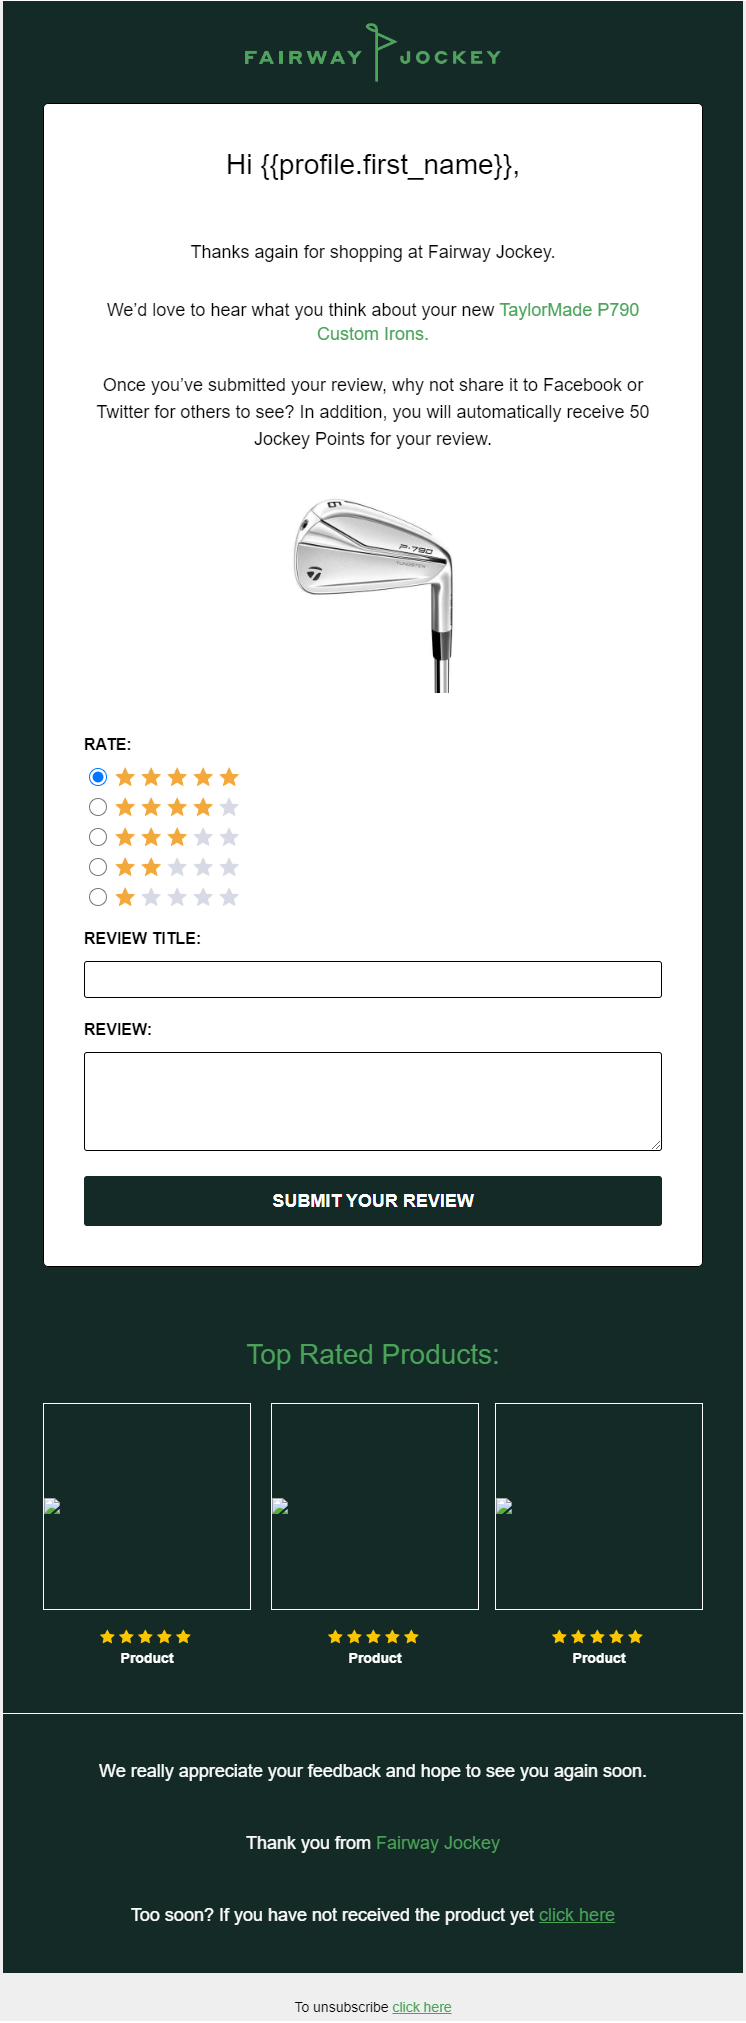 FAIRWAY JOCKEY
Hi {{profile.first_name}},
Thanks again for shopping at Fairway Jockey.
We’d love to hear what you think about your new TaylorMade P790
Custom Irons.
Once you’ve submitted your review, why not share it to Facebook or
Twitter for others to see? In addition, you will automatically receive 50
Jockey Points for your review.
6
P·790
TUNGSTEN
RATE:
REVIEW TITLE:
REVIEW:
SUBMIT YOUR REVIEW
Top Rated Products:
Product Product Product
We really appreciate your feedback and hope to see you again soon.
Thank you from Fairway Jockey
Too soon? If you have not received the product yet click here
To unsubscribe click here